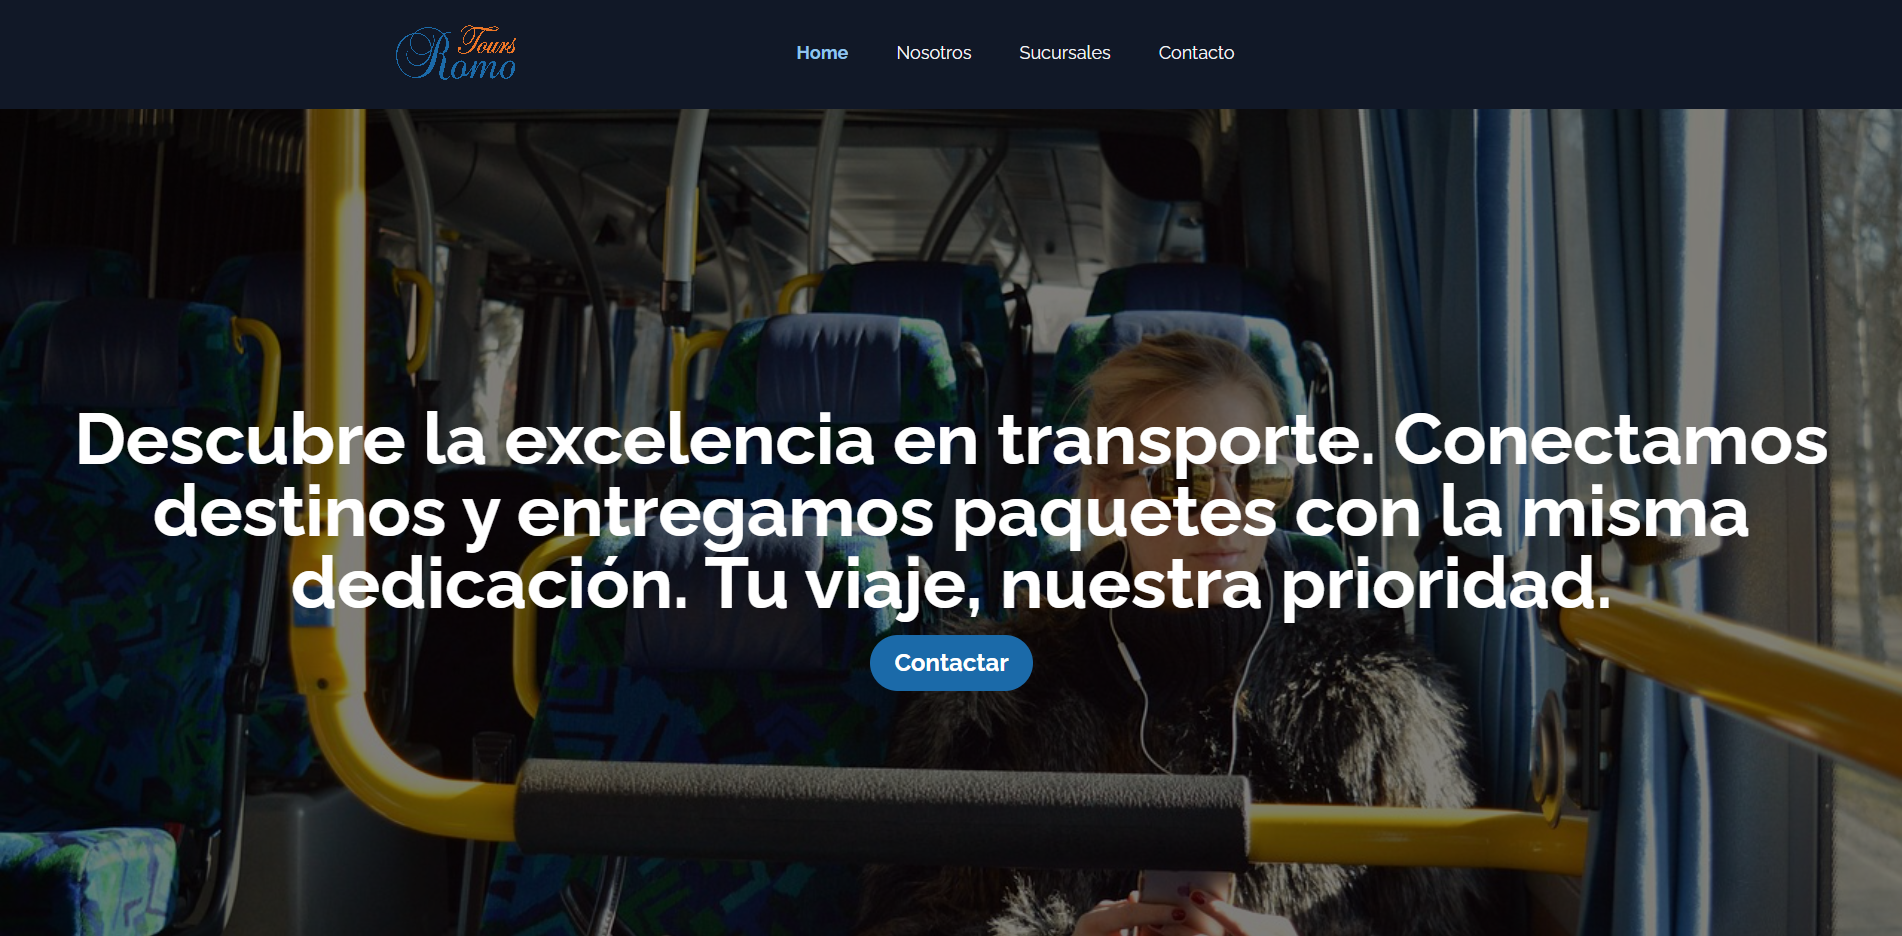 Tours
Romo
Home
Nosotros
Sucursales
Contacto
Descubre la excelencia en transporte. Conectamos
destinos y entregamos paquetes con la misma
dedicación. Tu viaje, nuestra prioridad.
Contactar